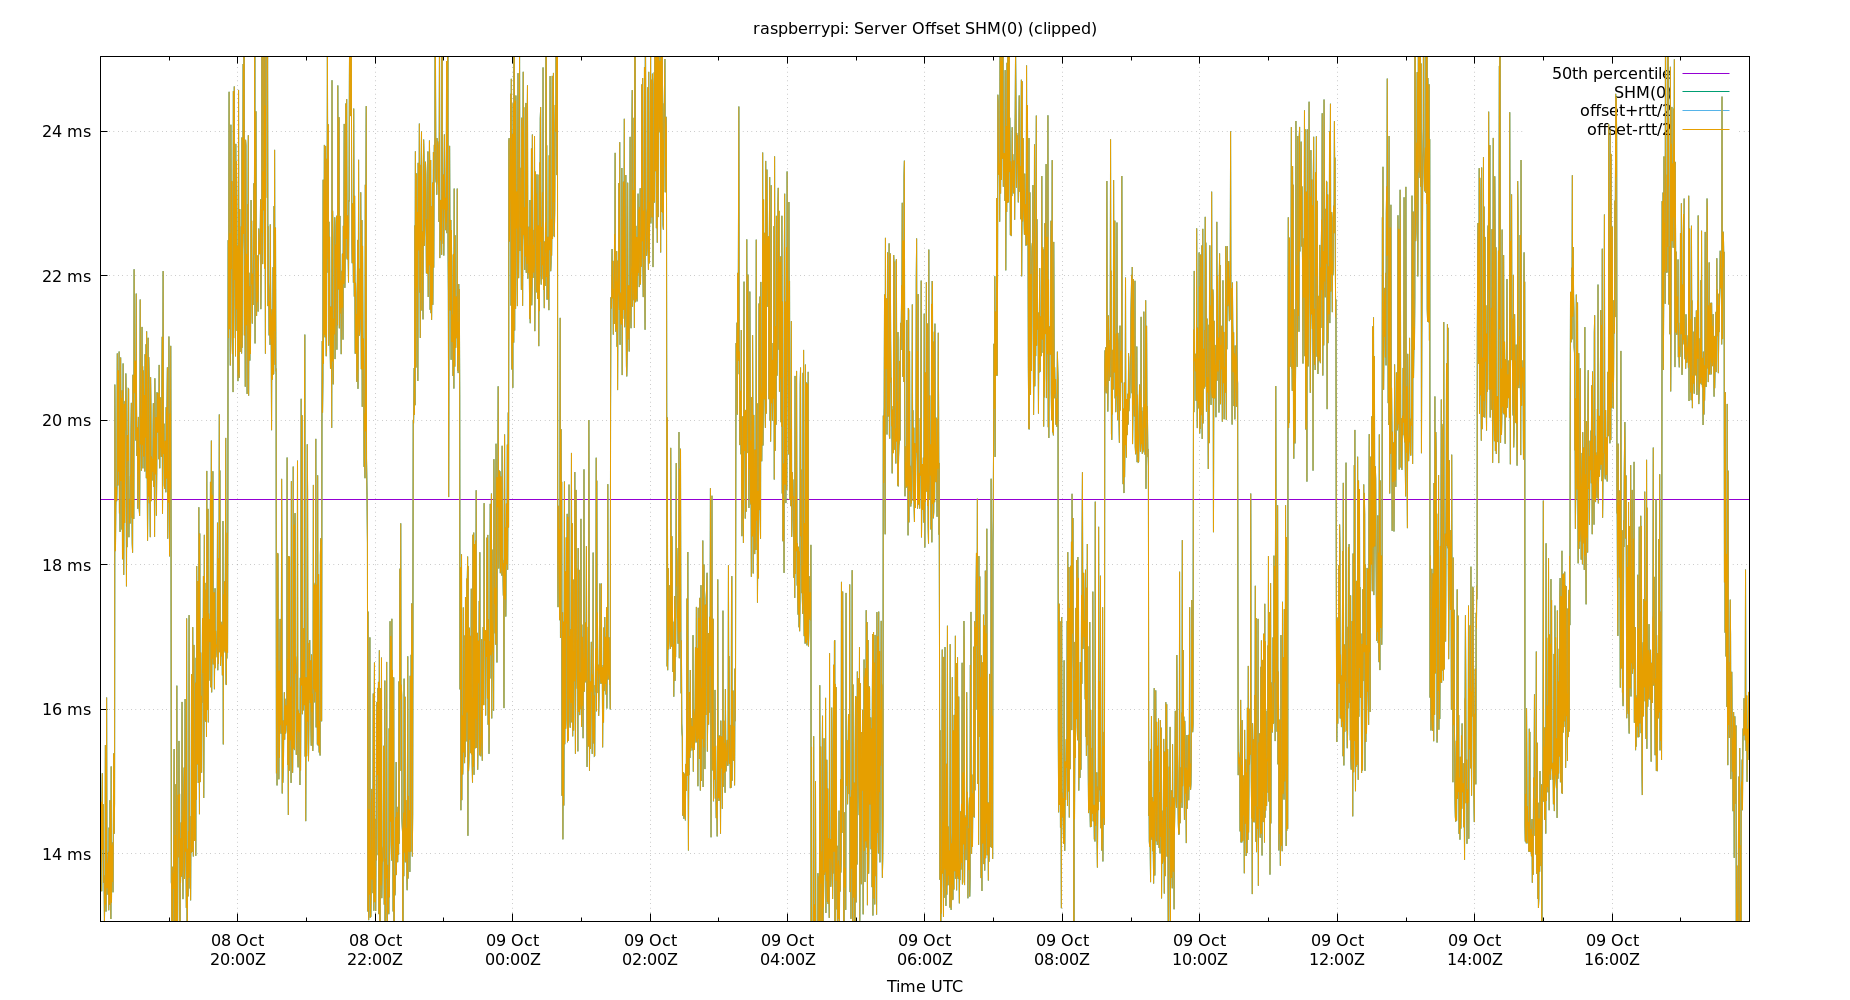 raspberrypi: Server Offset SHM(0) (clipped)
50th percentile
SHM(0)
offset+rtt/2
offset-rtt/2
24 ms
22 ms
20 ms
18 ms
16 ms
14 ms
08 Oct 08 Oct 09 Oct 09 Oct 09 Oct 09 Oct 09 Oct 09 Oct 09 Oct 09 Oct 09 Oct
20:00Z 22:00Z 00:00Z 02:00Z 04:00Z 06:00Z 08:00Z 10:00Z 12:00Z 14:00Z 16:00Z
Time UTC